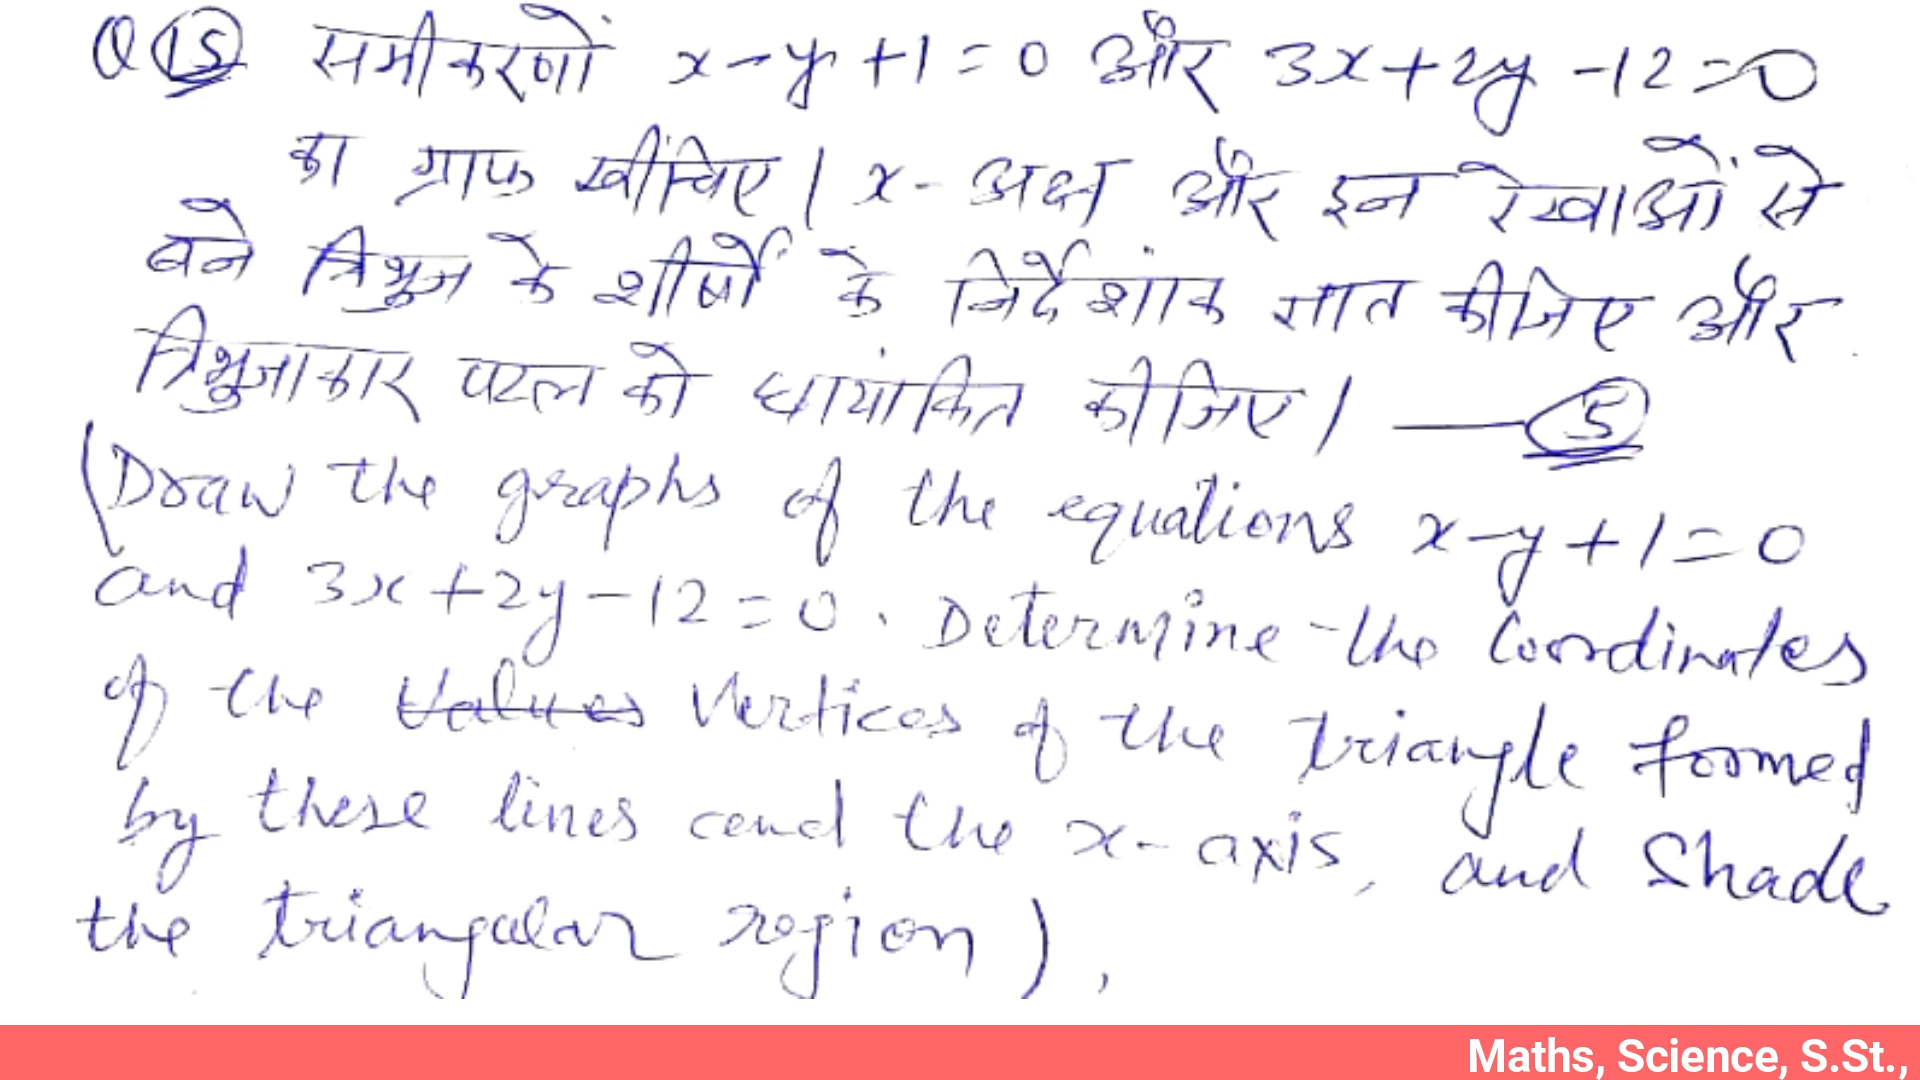 Q 15 समीकरणों x-y+1=0 और 3x+2y-12=0
का ग्राफ खींचिए। x-अक्ष और इन रेखाओं से
बने त्रिभुज के शीर्षों के निर्देशांक ज्ञात कीजिए और
त्रिभुजाकार पटल को छायांकित कीजिए। — 5
(Draw the graphs of the equations x-y+1=0
and 3x+2y-12=0. Determine the Coordinates
of the Values Vertices of the triangle formed
by these lines and the x-axis, and Shade
the triangular region).
Maths, Science, S.St.,